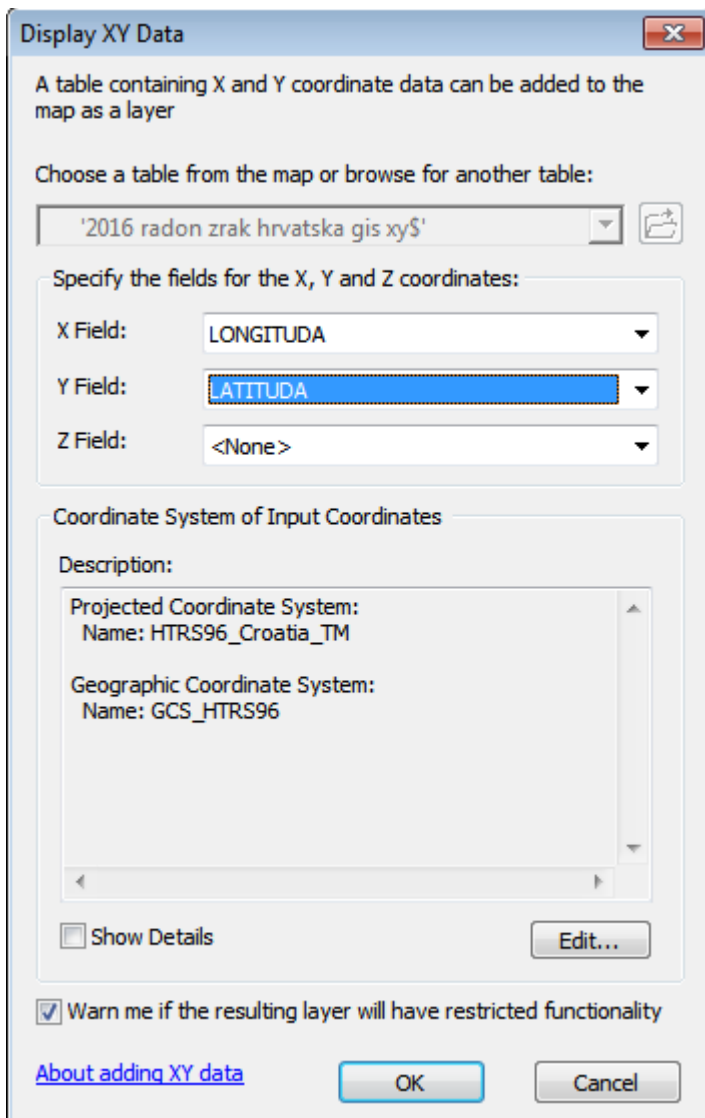 Display XY Data
A table containing X and Y coordinate data can be added to the
map as a layer
Choose a table from the map or browse for another table:
'2016 radon zrak hrvatska gis xy$'
Specify the fields for the X, Y and Z coordinates:
X Field:
LONGITUDA
Y Field:
LATITUDA
Z Field:
<None>
Coordinate System of Input Coordinates
Description:
Projected Coordinate System:
Name: HTRS96_Croatia_TM
Geographic Coordinate System:
Name: GCS_HTRS96
Show Details
Edit...
Warn me if the resulting layer will have restricted functionality
About adding XY data
OK
Cancel